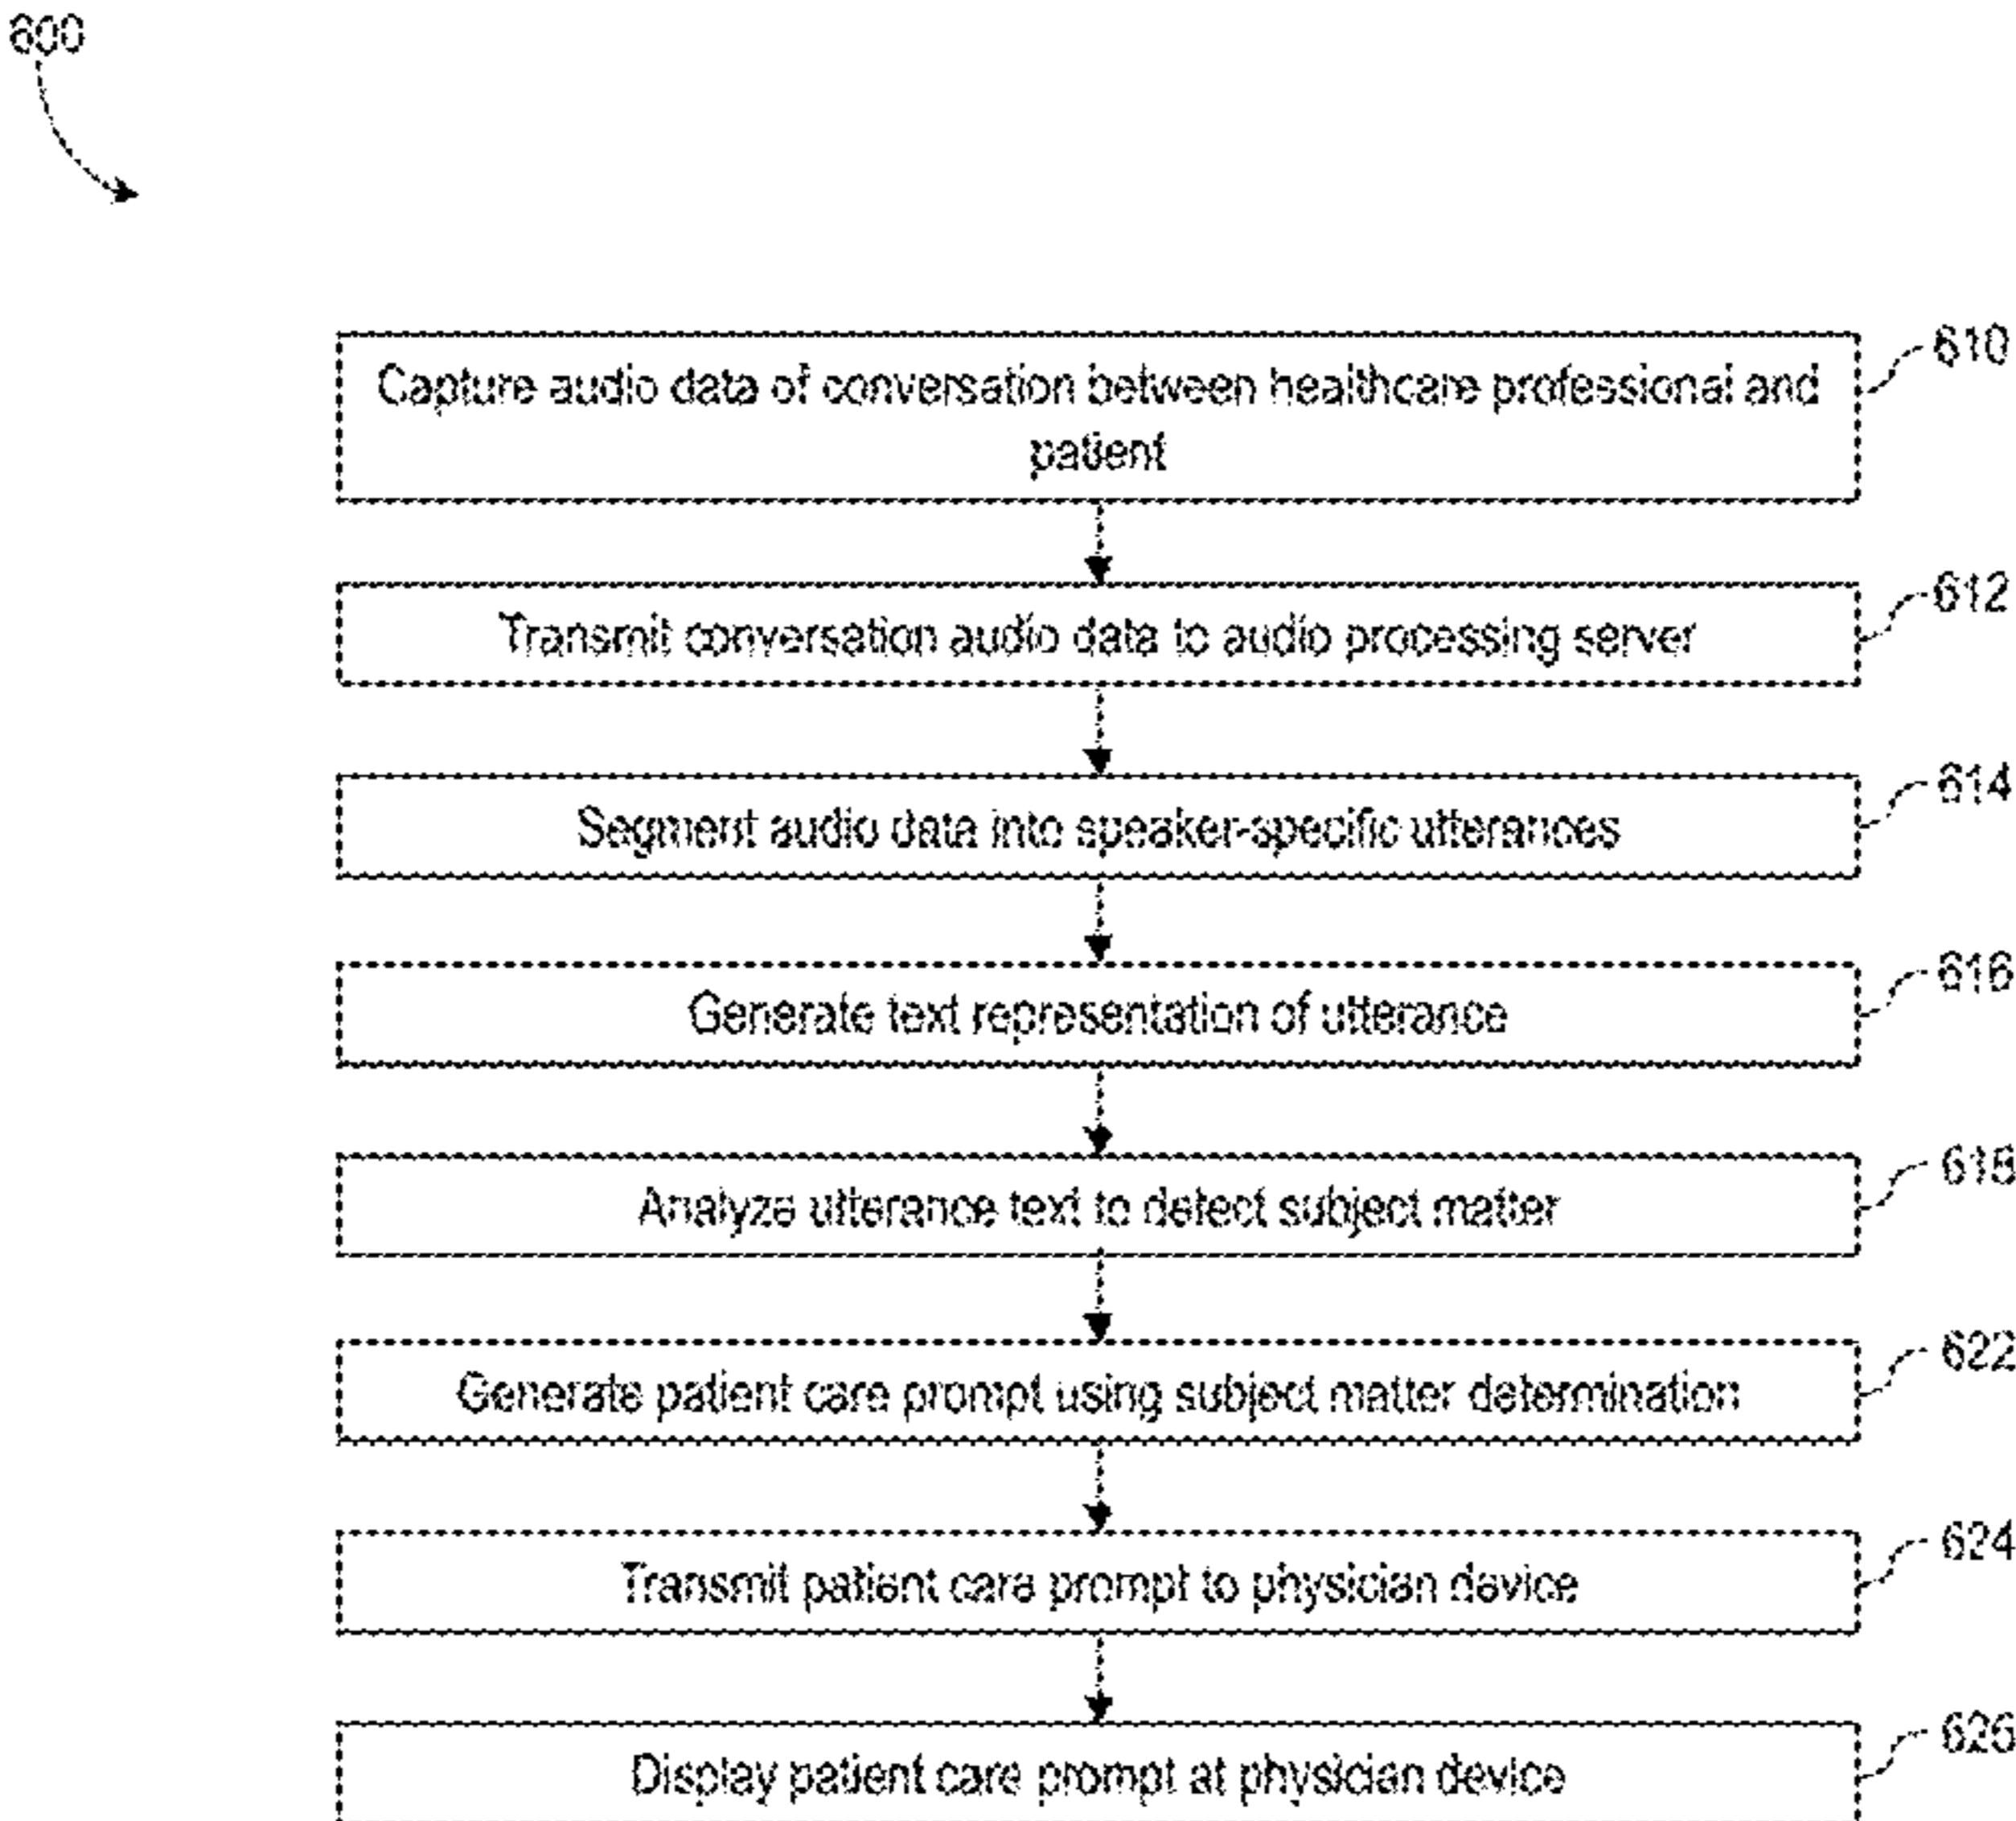 600
Capture audio data of conversation between healthcare professional and
patient
610
Transmit conversation audio data to audio processing server
612
Segment audio data into speaker-specific utterances
614
Generate text representation of utterance
616
Analyze utterance text to detect subject matter
618
Generate patient care prompt using subject matter determination
622
Transmit patient care prompt to physician device
624
Display patient care prompt at physician device
626